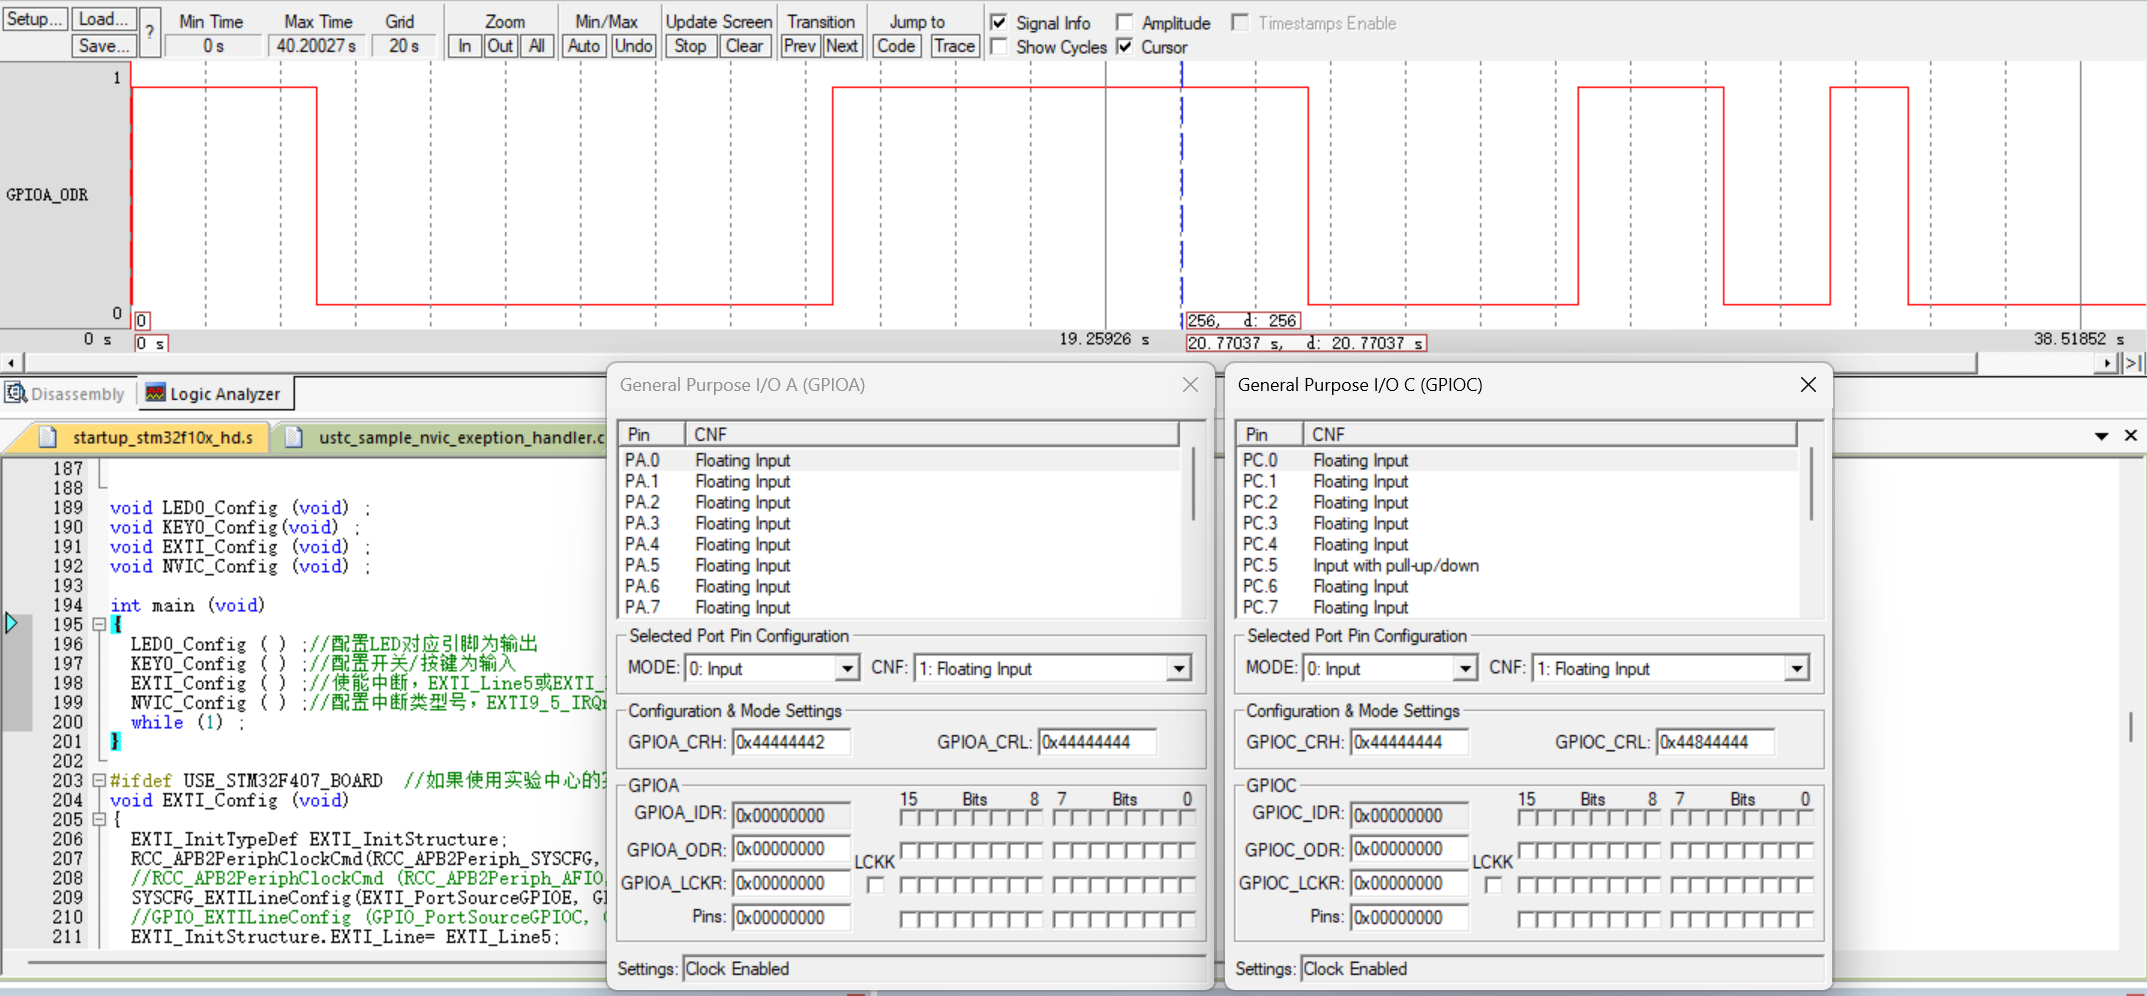 Setup... Load... Save... ? Min Time 0 s Max Time 40.20027 s Grid 20 s Zoom In Out All Min/Max Auto Undo Update Screen Stop Clear Transition Prev Next Jump to Code Trace Signal Info Amplitude Timestamps Enable Show Cycles Cursor
1
GPIOA_ODR
0
0
256, d: 256
0 s
0 s
19.25926 s
20.77037 s, d: 20.77037 s
38.51852 s
Disassembly Logic Analyzer
startup_stm32f10x_hd.s ustc_sample_nvic_exeption_handler.c
187
188
189 void LED0_Config (void) ;
190 void KEY0_Config(void) ;
191 void EXTI_Config (void) ;
192 void NVIC_Config (void) ;
193
194 int main (void)
195 {
196 LED0_Config ( ) ;//配置LED对应引脚为输出
197 KEY0_Config ( ) ;//配置开关/按键为输入
198 EXTI_Config ( ) ;//使能中断，EXTI_Line5或EXTI_
199 NVIC_Config ( ) ;//配置中断类型号，EXTI9_5_IRQn
200 while (1) ;
201 }
202
203 #ifdef USE_STM32F407_BOARD //如果使用实验中心的
204 void EXTI_Config (void)
205 {
206 EXTI_InitTypeDef EXTI_InitStructure;
207 RCC_APB2PeriphClockCmd(RCC_APB2Periph_SYSCFG,
208 //RCC_APB2PeriphClockCmd (RCC_APB2Periph_AFIO,
209 SYSCFG_EXTILineConfig(EXTI_PortSourceGPIOE,
210 //GPIO_EXTILineConfig (GPIO_PortSourceGPIOC,
211 EXTI_InitStructure.EXTI_Line= EXTI_Line5;
General Purpose I/O A (GPIOA)
Pin CNF
PA.0 Floating Input
PA.1 Floating Input
PA.2 Floating Input
PA.3 Floating Input
PA.4 Floating Input
PA.5 Floating Input
PA.6 Floating Input
PA.7 Floating Input
Selected Port Pin Configuration
MODE: 0: Input CNF: 1: Floating Input
Configuration & Mode Settings
GPIOA_CRH: 0x44444442 GPIOA_CRL: 0x44444444
GPIOA
15 Bits 8 7 Bits 0
GPIOA_IDR: 0x00000000
GPIOA_ODR: 0x00000000
LCKK
GPIOA_LCKR: 0x00000000
Pins: 0x00000000
Settings: Clock Enabled
General Purpose I/O C (GPIOC)
Pin CNF
PC.0 Floating Input
PC.1 Floating Input
PC.2 Floating Input
PC.3 Floating Input
PC.4 Floating Input
PC.5 Input with pull-up/down
PC.6 Floating Input
PC.7 Floating Input
Selected Port Pin Configuration
MODE: 0: Input CNF: 1: Floating Input
Configuration & Mode Settings
GPIOC_CRH: 0x44444444 GPIOC_CRL: 0x44844444
GPIOC
15 Bits 8 7 Bits 0
GPIOC_IDR: 0x00000000
GPIOC_ODR: 0x00000000
LCKK
GPIOC_LCKR: 0x00000000
Pins: 0x00000000
Settings: Clock Enabled